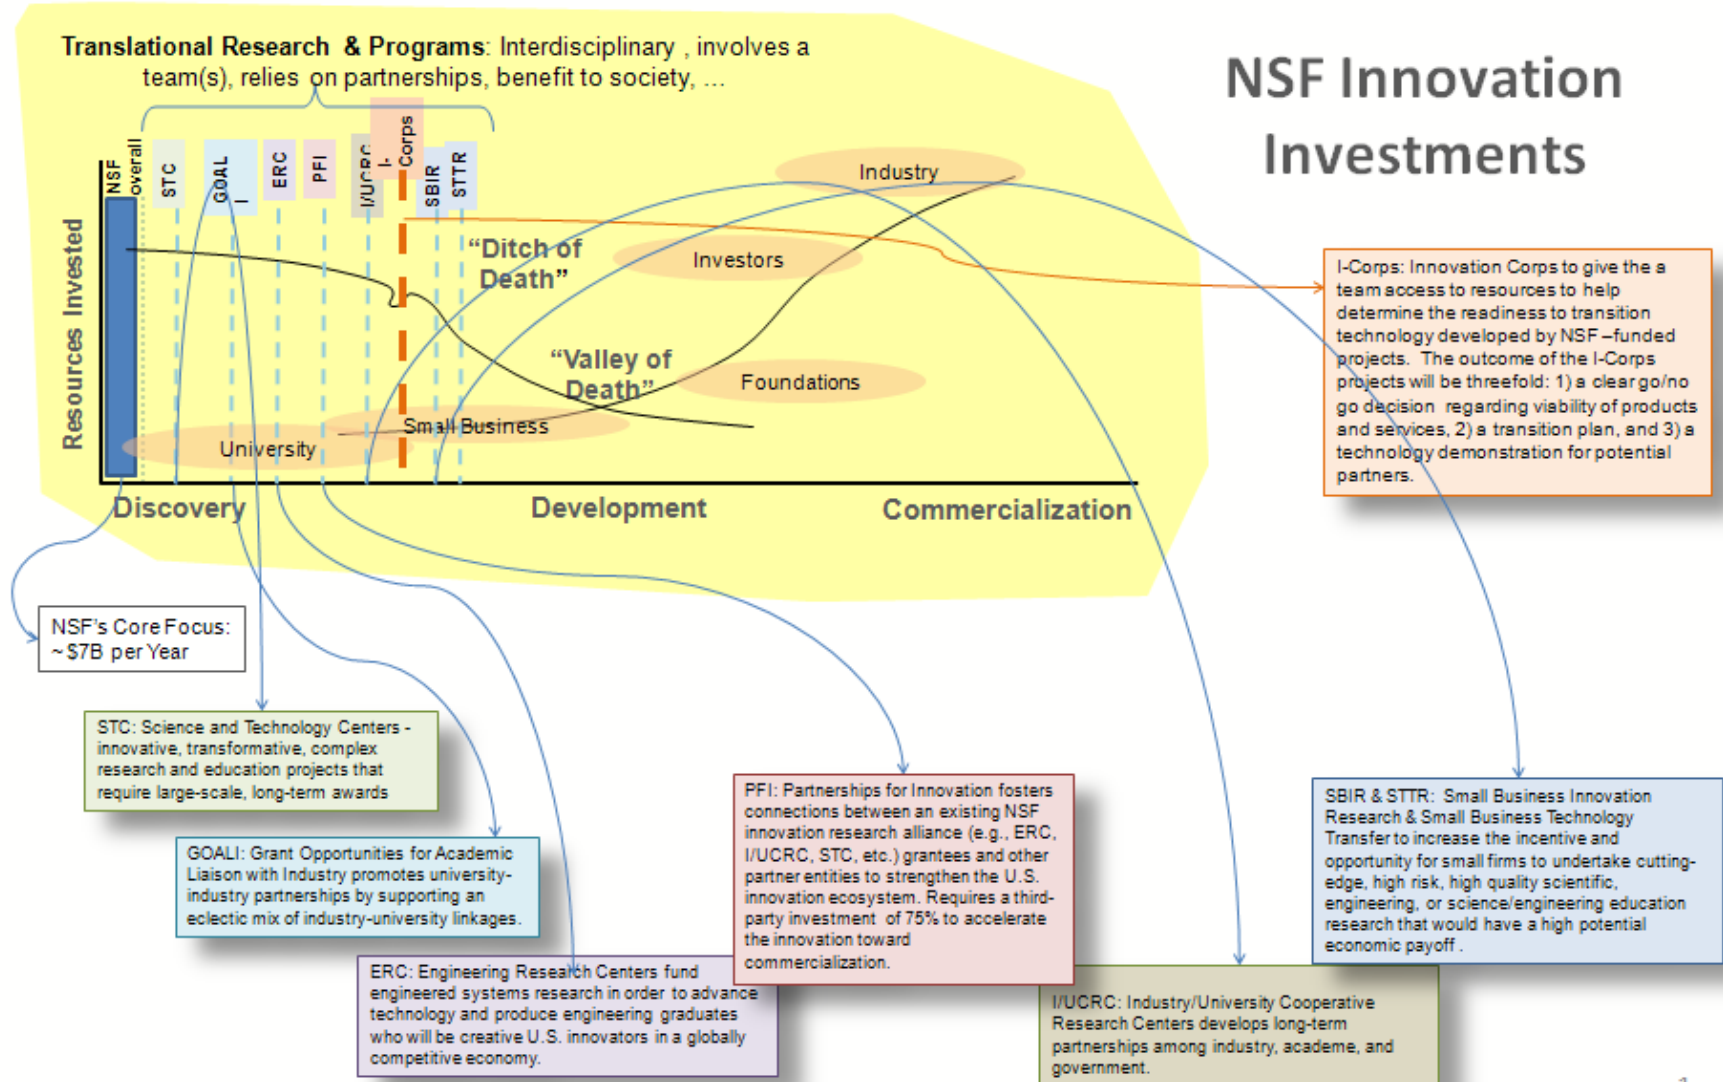 Translational Research & Programs: Interdisciplinary , involves a
team(s), relies on partnerships, benefit to society, ...
NSF Innovation
Investments
NSF
overall
STC
GOAL
I
ERC
PFI
I/UCRC
I-
Corps
SBIR
STTR
Resources Invested
"Ditch of
Death"
"Valley of
Death"
Industry
Investors
Foundations
Small Business
University
Discovery
Development
Commercialization
I-Corps: Innovation Corps to give the a
team access to resources to help
determine the readiness to transition
technology developed by NSF –funded
projects. The outcome of the I-Corps
projects will be threefold: 1) a clear go/no
go decision regarding viability of products
and services, 2) a transition plan, and 3) a
technology demonstration for potential
partners.
NSF's Core Focus:
~$7B per Year
STC: Science and Technology Centers -
innovative, transformative, complex
research and education projects that
require large-scale, long-term awards
GOALI: Grant Opportunities for Academic
Liaison with Industry promotes university-
industry partnerships by supporting an
eclectic mix of industry-university linkages.
ERC: Engineering Research Centers fund
engineered systems research in order to advance
technology and produce engineering graduates
who will be creative U.S. innovators in a globally
competitive economy.
PFI: Partnerships for Innovation fosters
connections between an existing NSF
innovation research alliance (e.g., ERC,
I/UCRC, STC, etc.) grantees and other
partner entities to strengthen the U.S.
innovation ecosystem. Requires a third-
party investment of 75% to accelerate
the innovation toward
commercialization.
I/UCRC: Industry/University Cooperative
Research Centers develops long-term
partnerships among industry, academe, and
government.
SBIR & STTR: Small Business Innovation
Research & Small Business Technology
Transfer to increase the incentive and
opportunity for small firms to undertake cutting-
edge, high risk, high quality scientific,
engineering, or science/engineering education
research that would have a high potential
economic payoff .